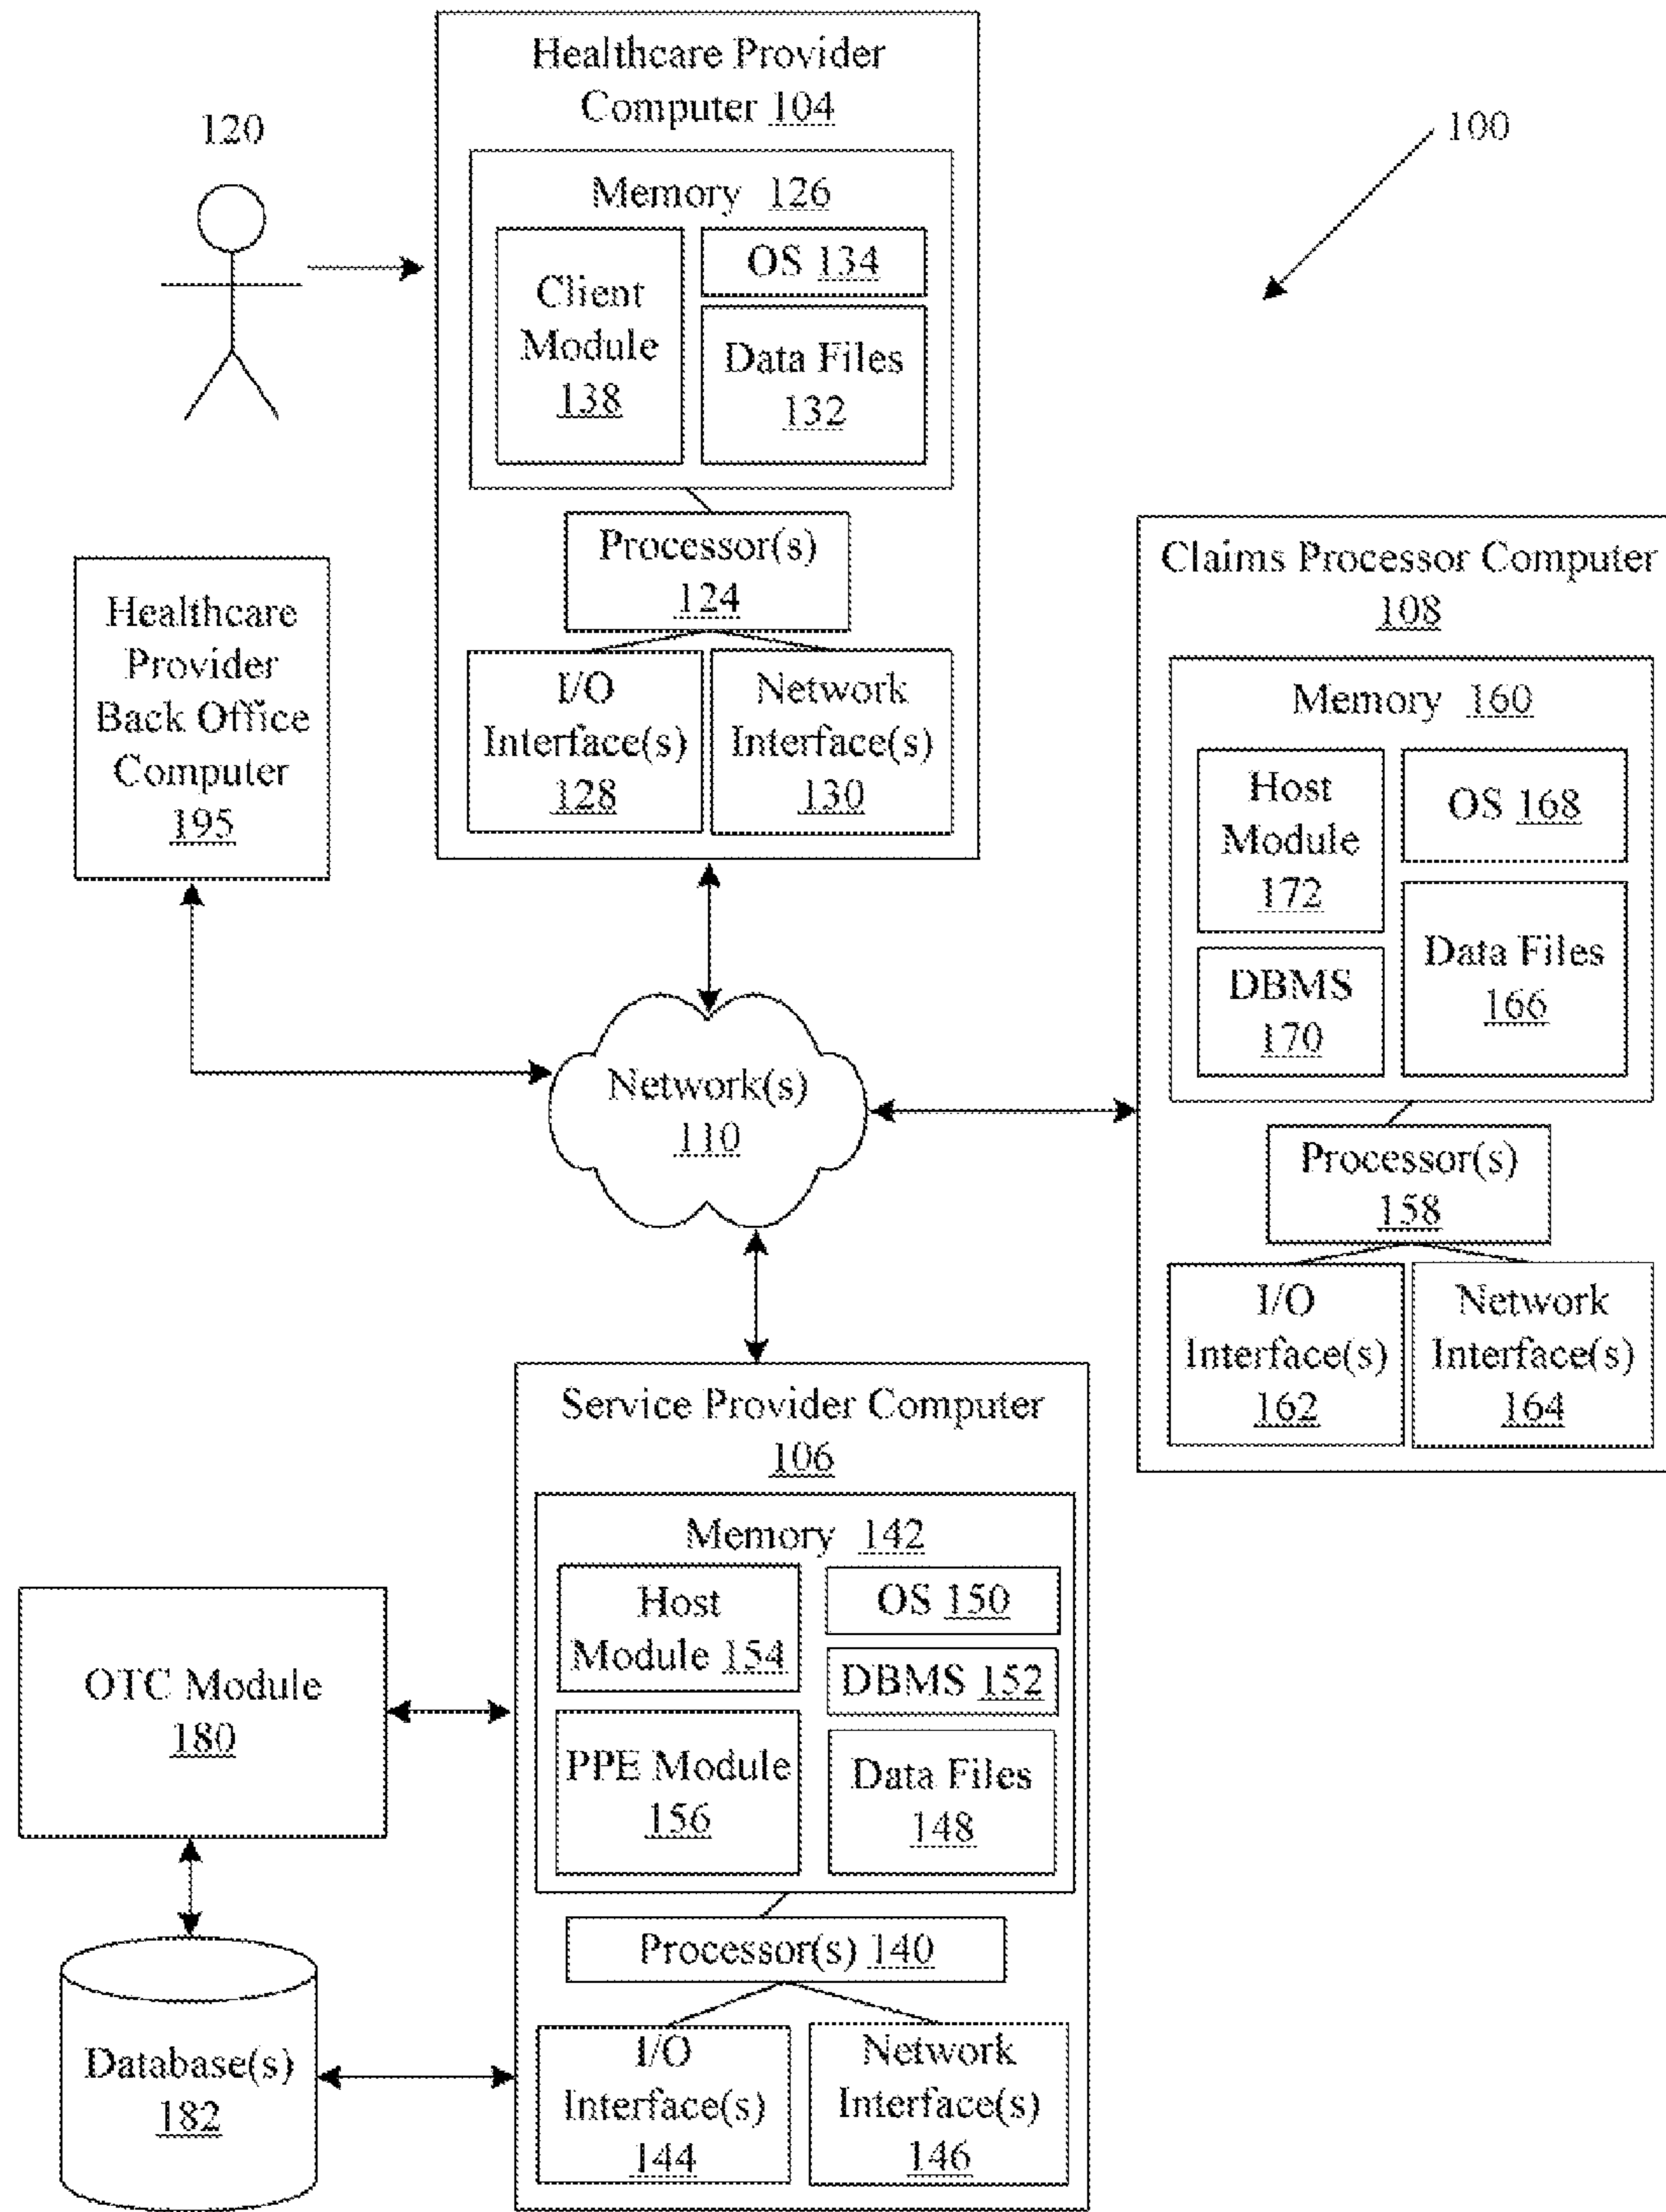 Healthcare Provider
Computer 104
120
100
Memory 126
Client
Module
138
OS 134
Data Files
132
Processor(s)
124
I/O
Interface(s)
128
Network
Interface(s)
130
Healthcare
Provider
Back Office
Computer
195
Claims Processor Computer
108
Memory 160
Host
Module
172
OS 168
DBMS
170
Data Files
166
Processor(s)
158
I/O
Interface(s)
162
Network
Interface(s)
164
Network(s)
110
Service Provider Computer
106
Memory 142
Host
Module 154
OS 150
DBMS 152
PPE Module
156
Data Files
148
Processor(s) 140
I/O
Interface(s)
144
Network
Interface(s)
146
OTC Module
180
Database(s)
182